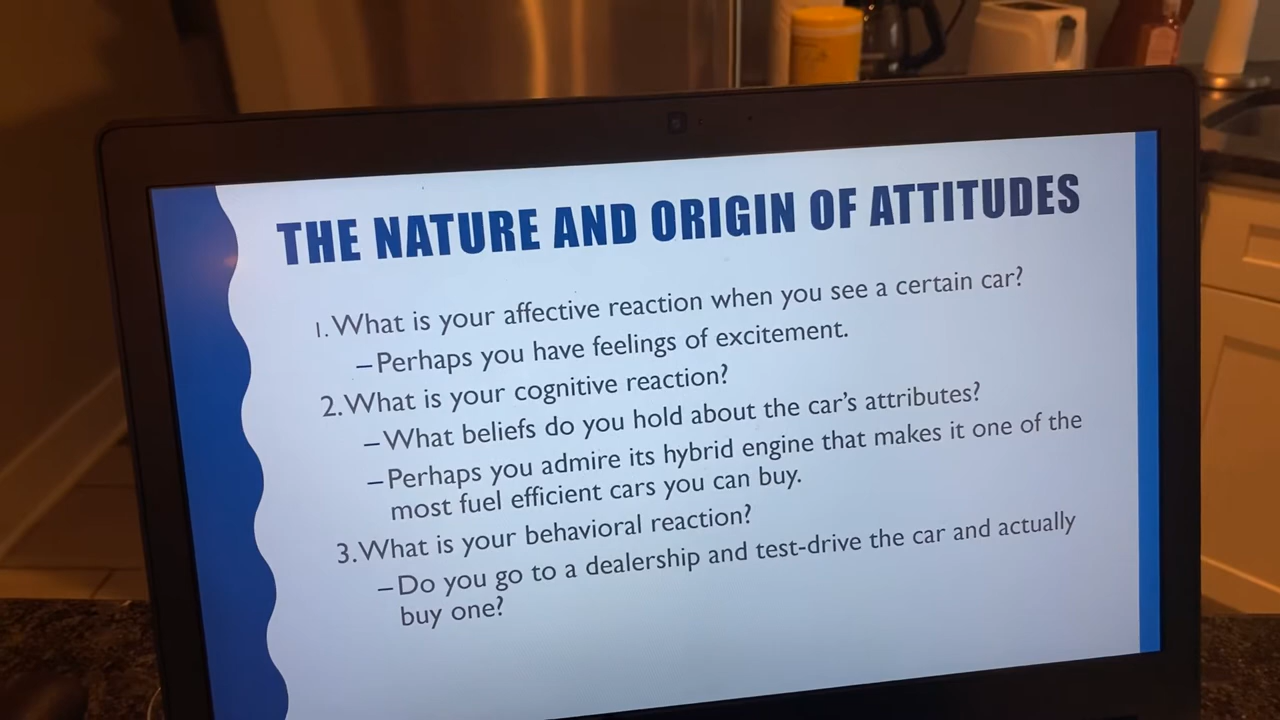 THE NATURE AND ORIGIN OF ATTITUDES
1. What is your affective reaction when you see a certain car?
– Perhaps you have feelings of excitement.
2. What is your cognitive reaction?
– What beliefs do you hold about the car's attributes?
– Perhaps you admire its hybrid engine that makes it one of the
most fuel efficient cars you can buy.
3. What is your behavioral reaction?
– Do you go to a dealership and test-drive the car and actually
buy one?